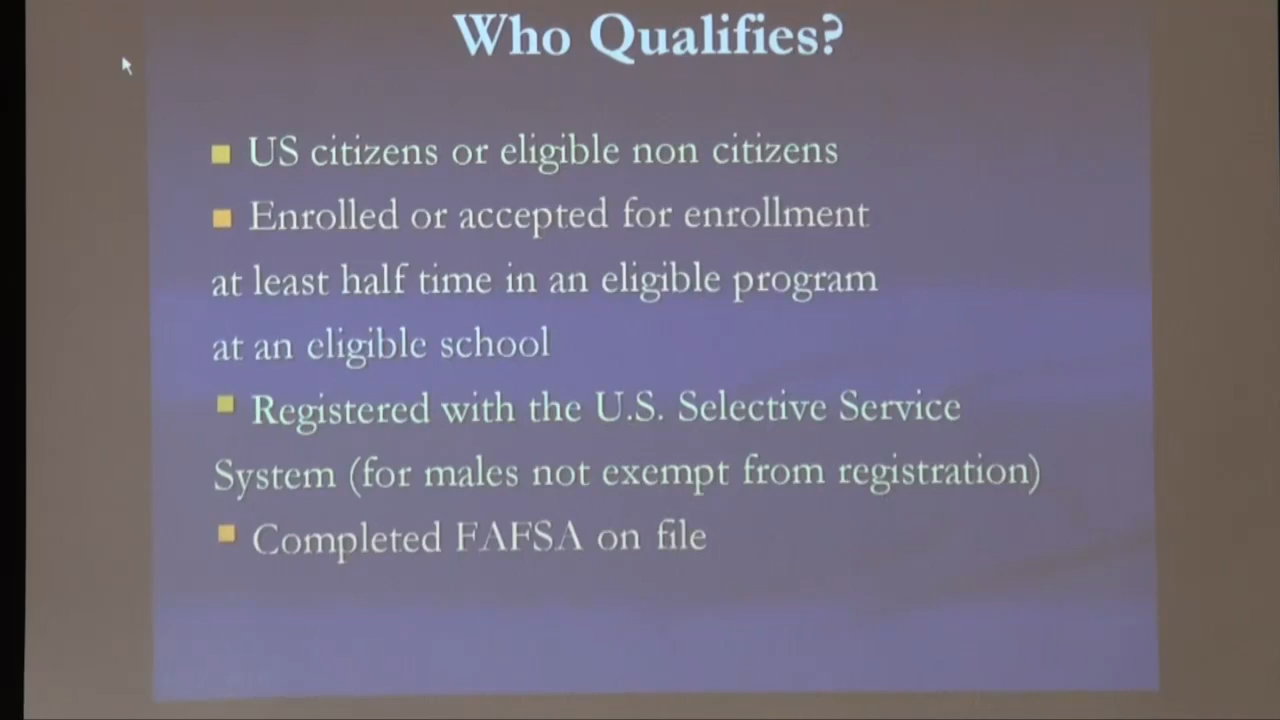 Who Qualifies?
US citizens or eligible non citizens
Enrolled or accepted for enrollment
at least half time in an eligible program
at an eligible school
Registered with the U.S. Selective Service
System (for males not exempt from registration)
Completed FAFSA on file